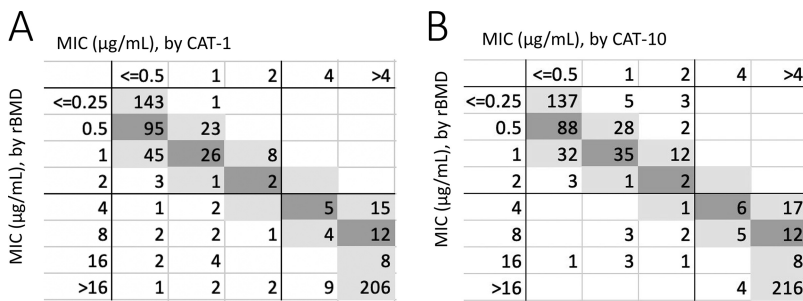 A
MIC (µg/mL), by CAT-1
MIC (µg/mL), by rBMD
<=0.5 1 2 4 >4
<=0.25 143 1
0.5 95 23
1 45 26 8
2 3 1 2
4 1 2 5 15
8 2 2 1 4 12
16 2 4 8
>16 1 2 2 9 206
B
MIC (µg/mL), by CAT-10
MIC (µg/mL), by rBMD
<=0.5 1 2 4 >4
<=0.25 137 5 3
0.5 88 28 2
1 32 35 12
2 3 1 2
4 1 6 17
8 3 2 5 12
16 1 3 1 8
>16 4 216